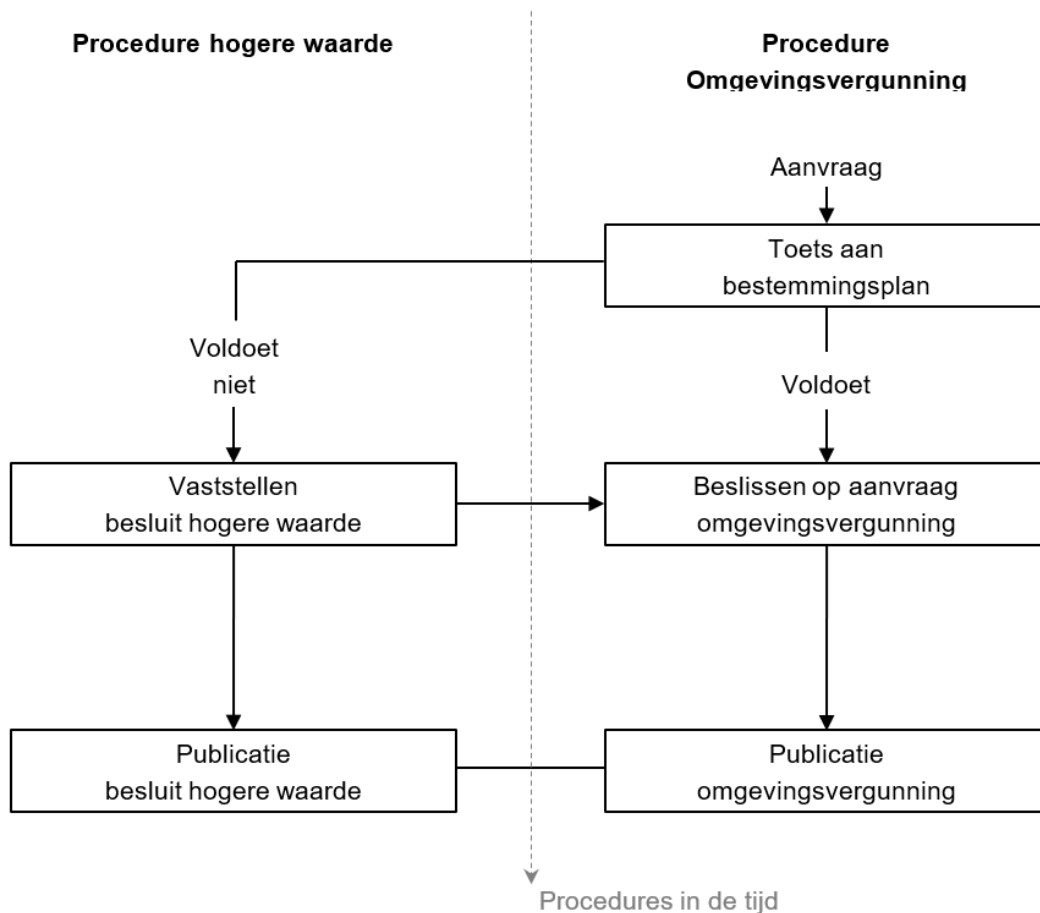 Procedure hogere waarde
Procedure
Omgevingsvergunning
Aanvraag
Toets aan
bestemmingsplan
Voldoet
niet
Voldoet
Vaststellen
besluit hogere waarde
Beslissen op aanvraag
omgevingsvergunning
Publicatie
besluit hogere waarde
Publicatie
omgevingsvergunning
Procedures in de tijd